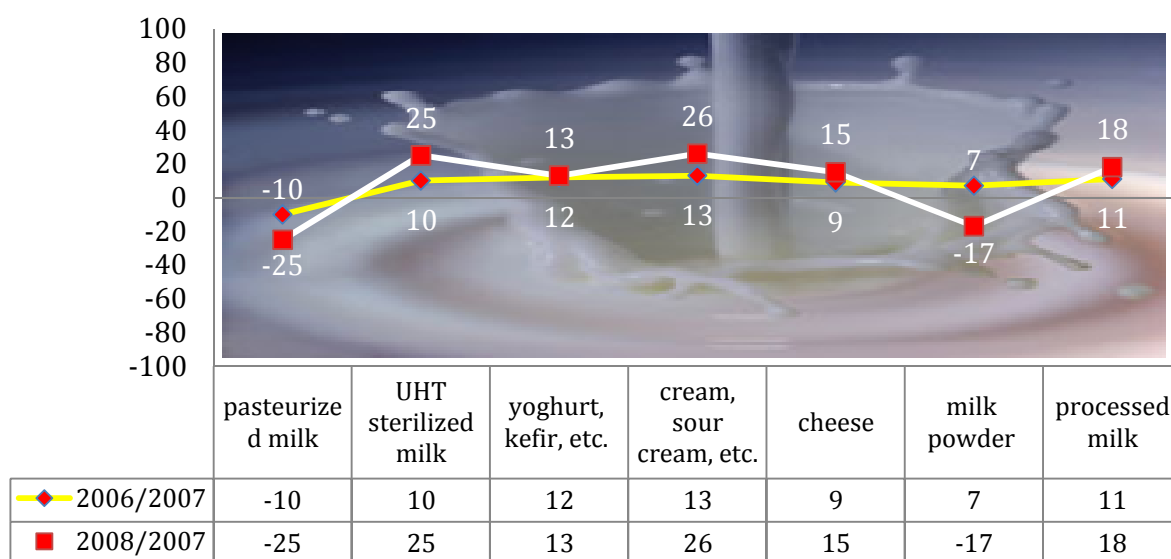 100
80
60
40
20
0
-20
-40
-60
-80
-100
25 13 26 15 7 18
-10
10 12 13 9 11
-25 -17
pasteurize
d milk
UHT
sterilized
milk
yoghurt,
kefir, etc.
cream,
sour
cream, etc.
cheese
milk
powder
processed
milk
2006/2007 -10 10 12 13 9 7 11
2008/2007 -25 25 13 26 15 -17 18